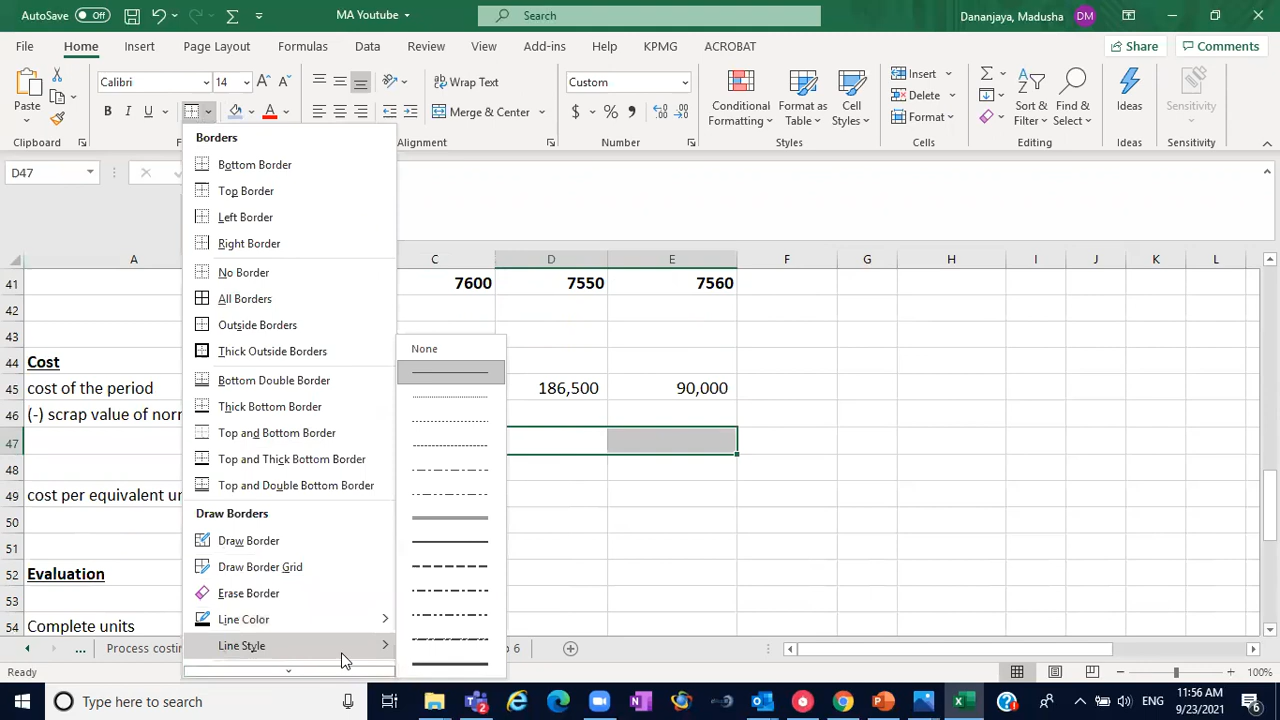 AutoSave Off MA Youtube Search Dananjaya, Madusha DM
File Home Insert Page Layout Formulas Data Review View Add-ins Help KPMG ACROBAT Share Comments
Paste Calibri 14 Wrap Text Custom Conditional Formatting Format as Table Cell Styles Insert Sort & Filter Find & Select Ideas Sensitivity
B I U A Merge & Center $ % Delete
Format
Clipboard F Alignment Number Styles Cells Editing Ideas Sensitivity
D47
Borders
Bottom Border
Top Border
Left Border
Right Border
No Border
All Borders
Outside Borders
Thick Outside Borders
Bottom Double Border
Thick Bottom Border
Top and Bottom Border
Top and Thick Bottom Border
Top and Double Bottom Border
Draw Borders
Draw Border
Draw Border Grid
Erase Border
Line Color
Line Style
None
A C D E F G H I J K L
41 7600 7550 7560
42
43
44 Cost
45 cost of the period 186,500 90,000
46 (-) scrap value of norr
47
48
49 cost per equivalent ur
50
51
52 Evaluation
53
54 Complete units
... Process costin 6
Ready 100%
Type here to search 2 ENG 11:56 AM
9/23/2021 6